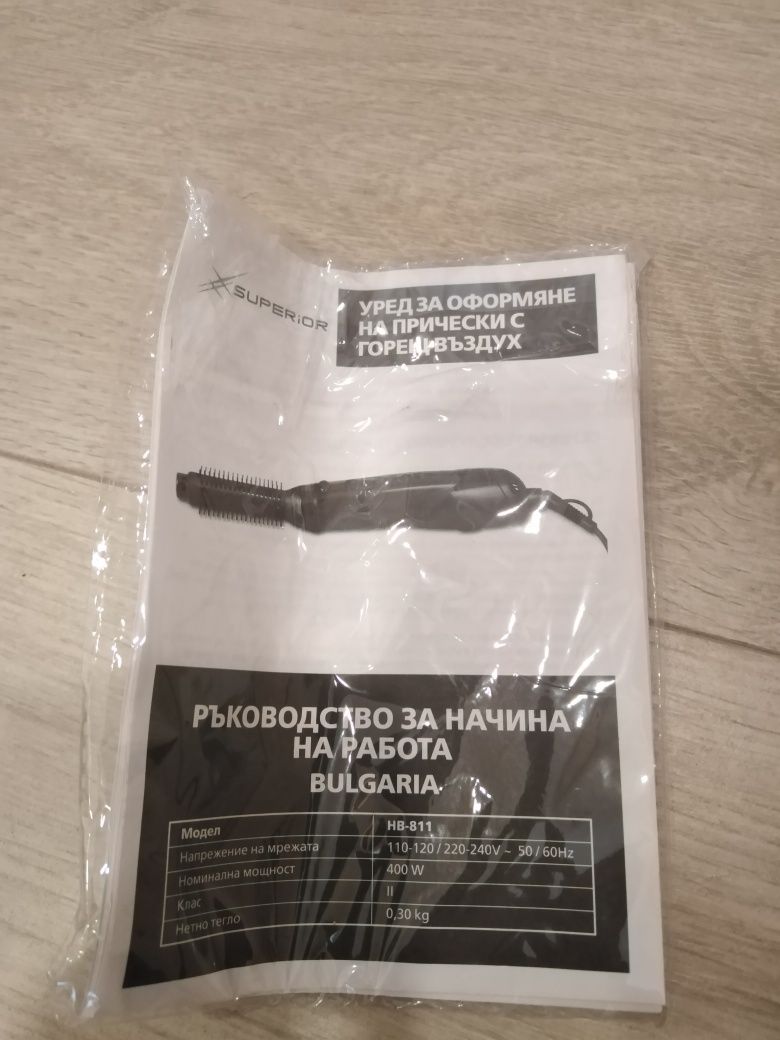 SUPERIOR
УРЕД ЗА ОФОРМЯНЕ
НА ПРИЧЕСКИ С
ГОРЕЩ ВЪЗДУХ
РЪКОВОДСТВО ЗА НАЧИНА
НА РАБОТА
BULGARIA
Модел HB-811
Напрежение на мрежата 110-120 / 220-240V ~ 50 / 60Hz
Номинална мощност 400 W
Клас II
Нетно тегло 0,30 kg